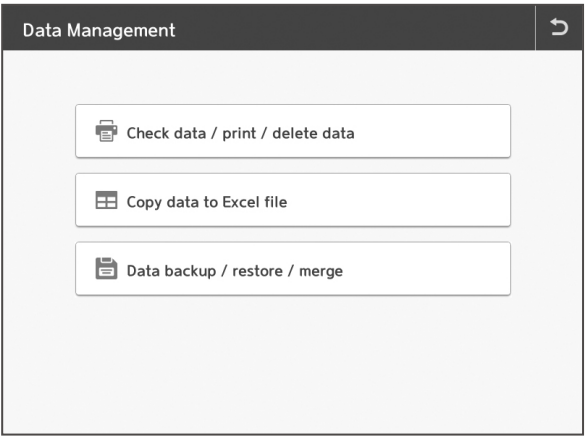 Data Management
Check data / print / delete data
Copy data to Excel file
Data backup / restore / merge